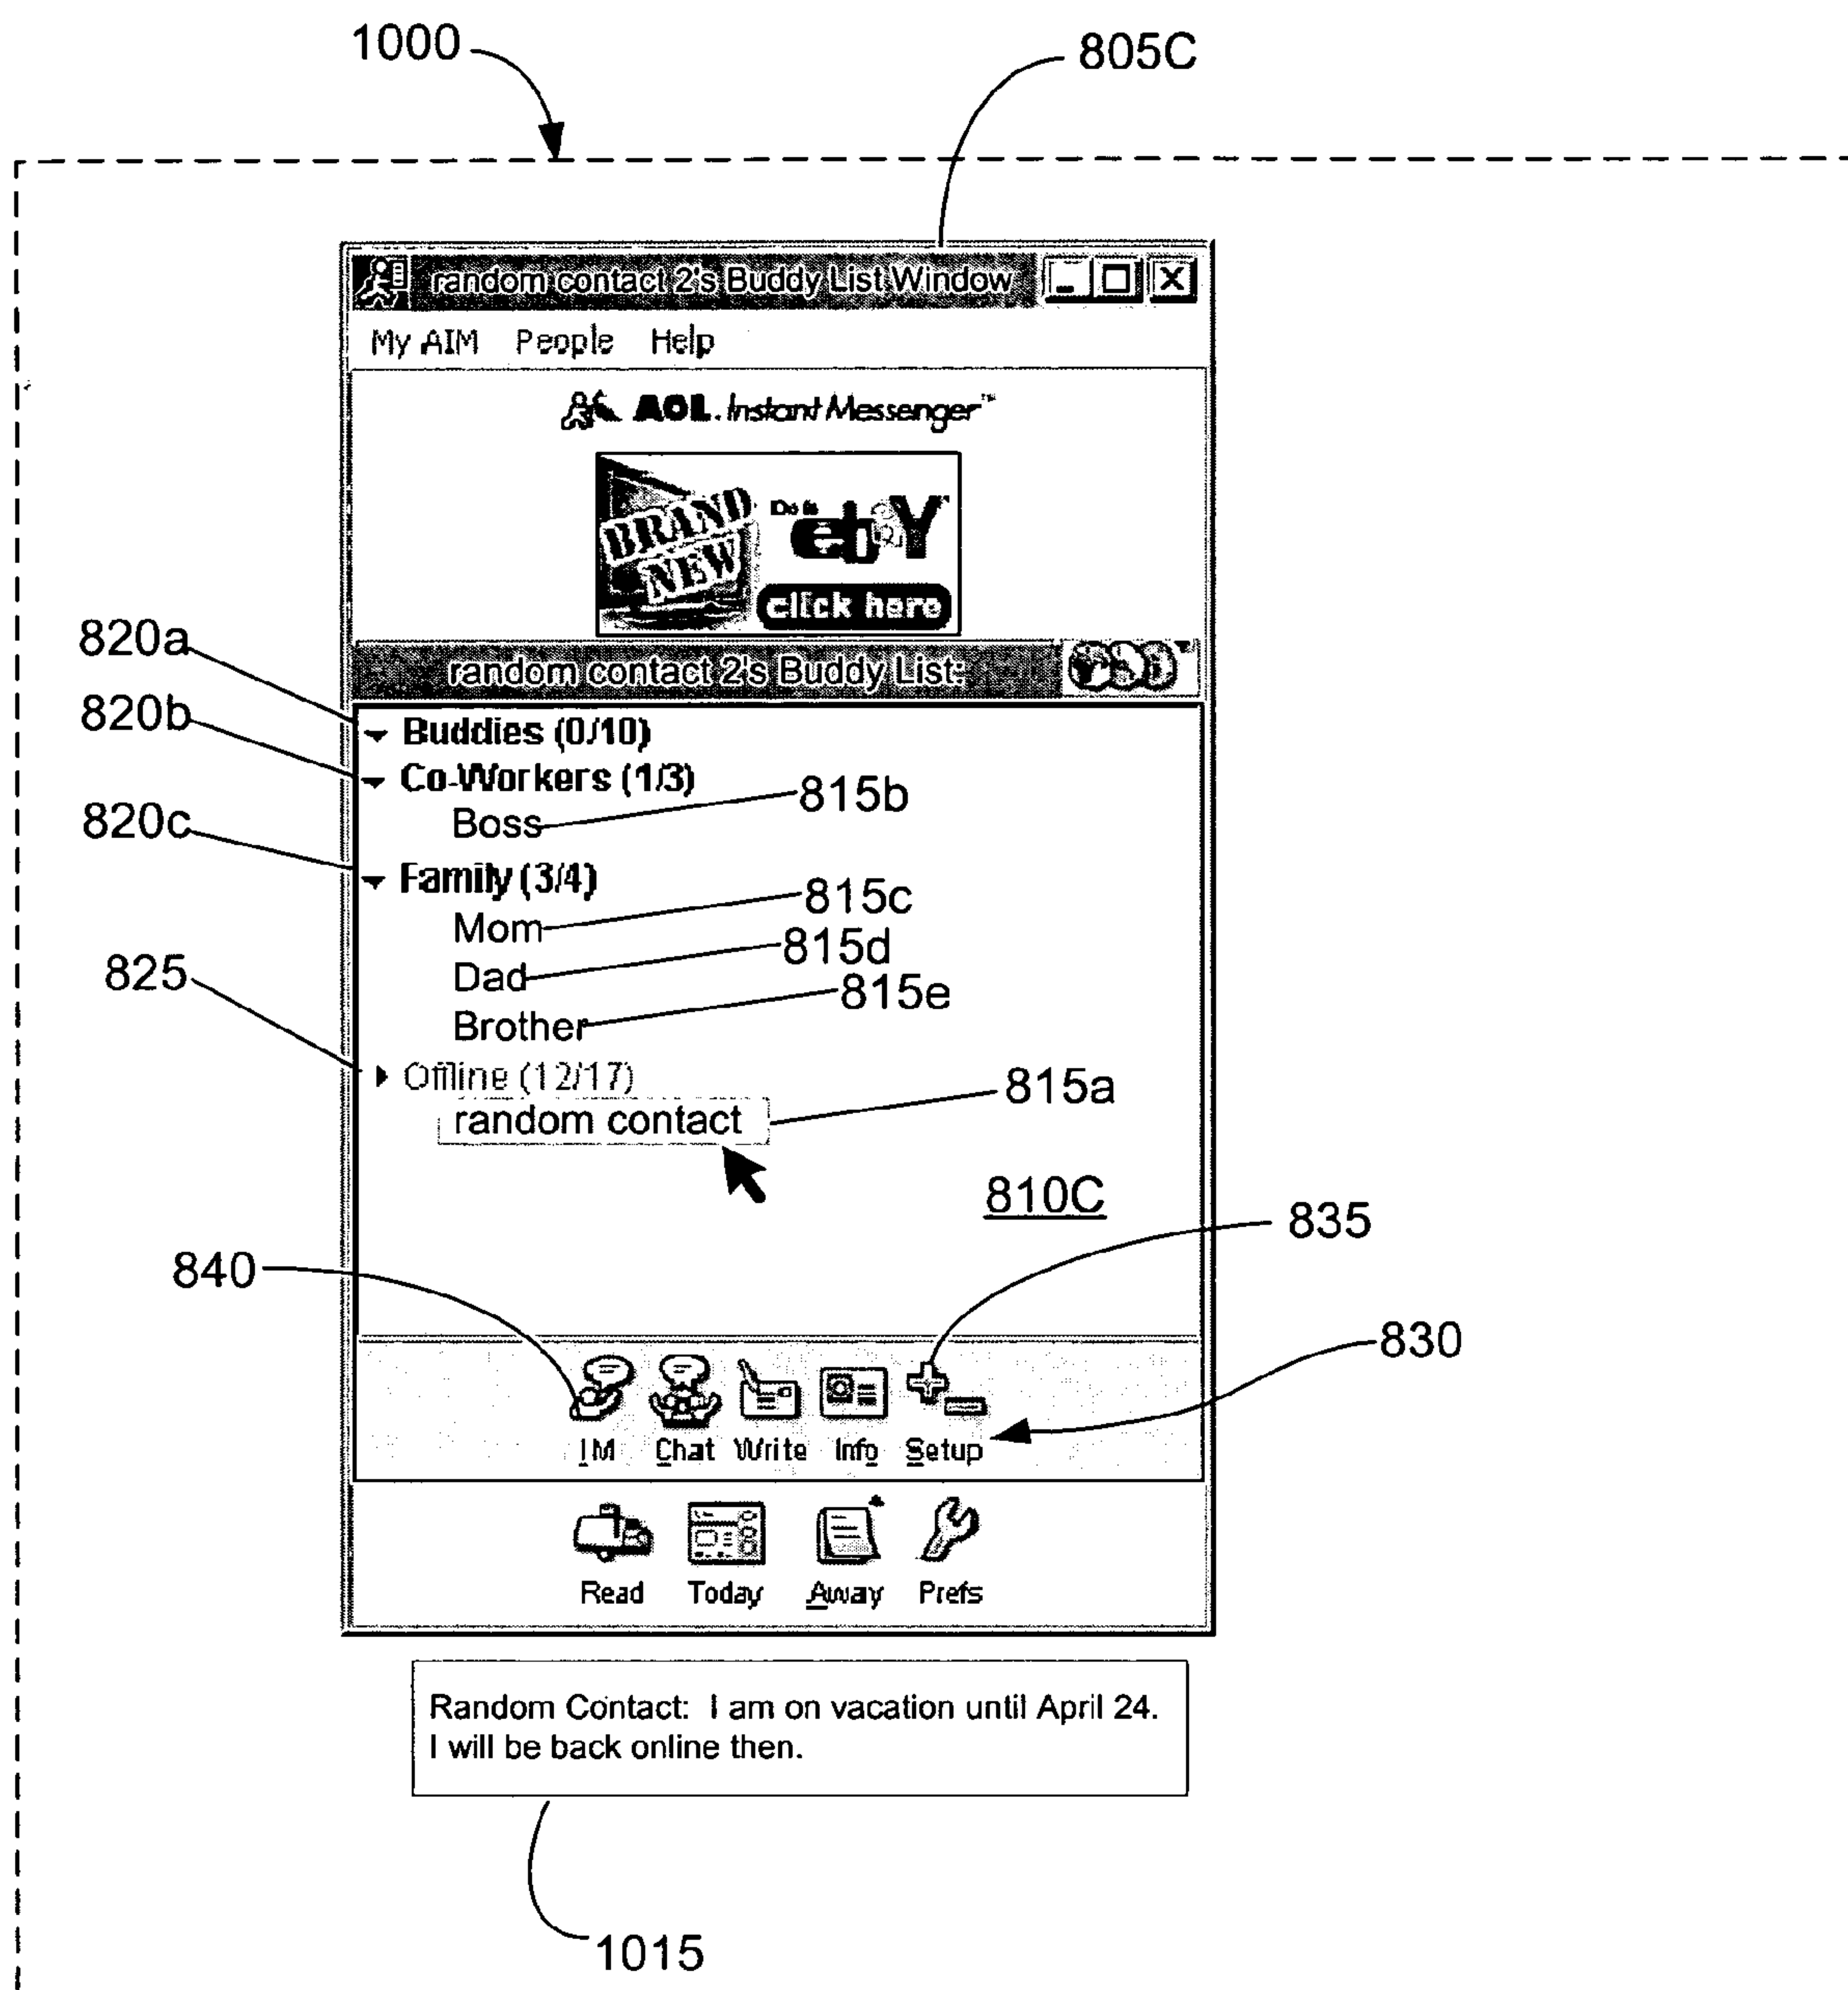 1000
805C
random contact 2's Buddy List Window
My AIM People Help
AOL Instant Messenger™
BRAND
NEW
Do it
ebaY
click here
820a
random contact 2's Buddy List:
820b
Buddies (0/10)
Co-Workers (1/3)
815b
820c
Boss
Family (3/4)
815c
Mom
815d
825
Dad
815e
Brother
Offline (12/17)
815a
random contact
810C
835
840
830
IM Chat Write Info Setup
Read Today Away Prefs
Random Contact: I am on vacation until April 24.
I will be back online then.
1015